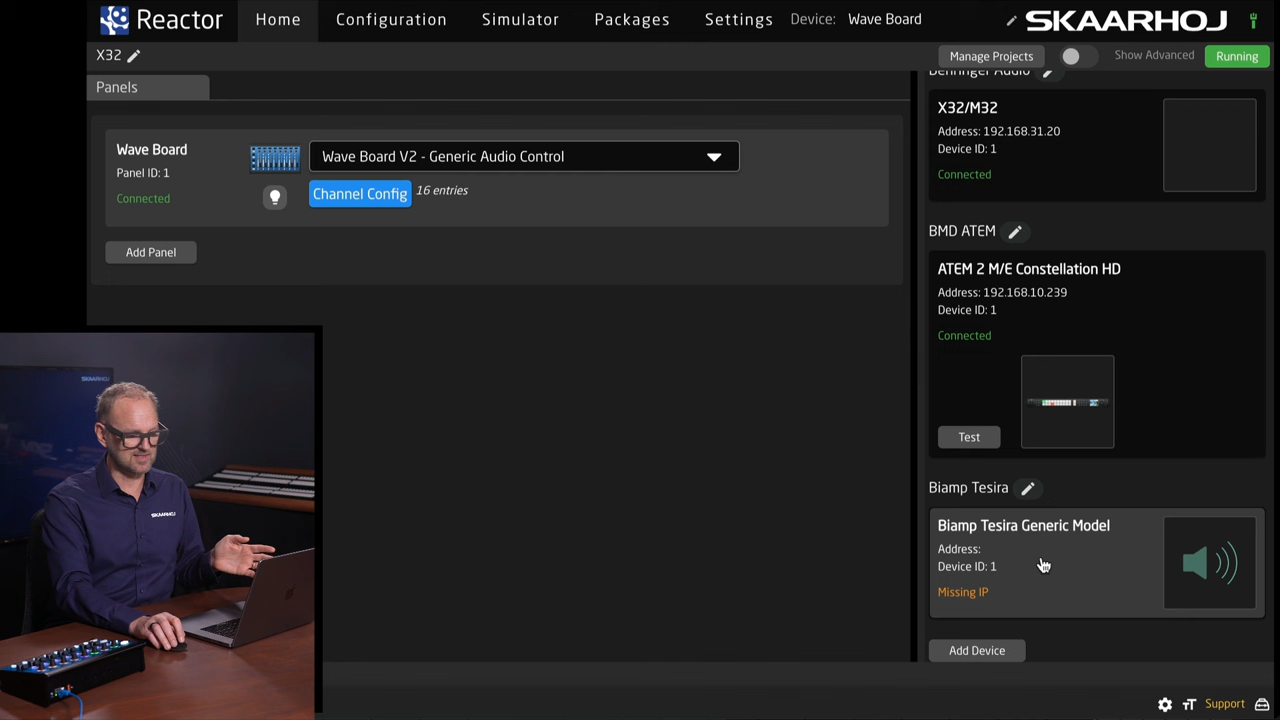 Reactor
Home
Configuration
Simulator
Packages
Settings
Device: Wave Board
SKAARHOJ
X32
Manage Projects
Show Advanced
Running
Panels
Wave Board
Panel ID: 1
Connected
Wave Board V2 - Generic Audio Control
Channel Config
16 entries
Add Panel
Behringer Audio
X32/M32
Address: 192.168.31.20
Device ID: 1
Connected
BMD ATEM
ATEM 2 M/E Constellation HD
Address: 192.168.10.239
Device ID: 1
Connected
Test
Biamp Tesira
Biamp Tesira Generic Model
Address:
Device ID: 1
Missing IP
Add Device
SKAARHOJ
SKAARHOJ
TT
Support